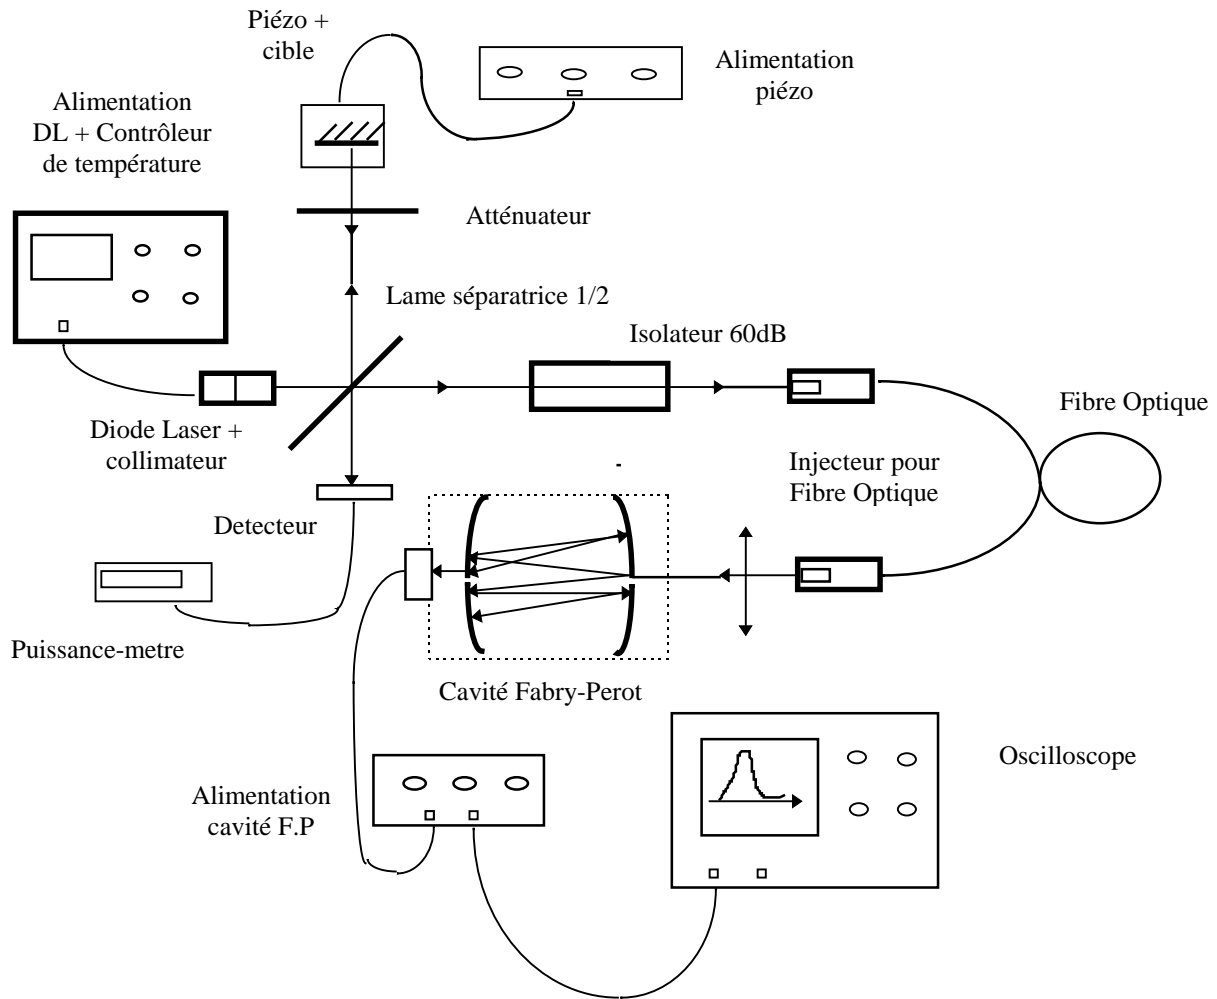 Piézo +
cible
Alimentation
piézo
Alimentation
DL + Contrôleur
de température
Atténuateur
Lame séparatrice 1/2
Isolateur 60dB
Fibre Optique
Diode Laser +
collimateur
Injecteur pour
Fibre Optique
Detecteur
Puissance-metre
Cavité Fabry-Perot
Oscilloscope
Alimentation
cavité F.P